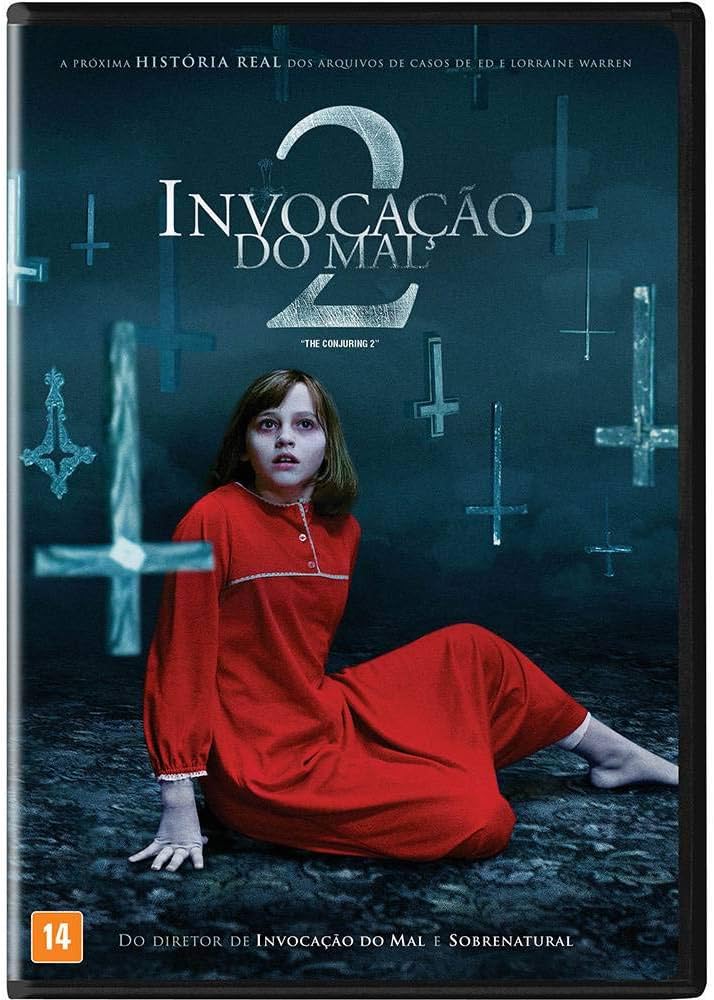 A PRÓXIMA HISTÓRIA REAL DOS ARQUIVOS DE CASOS DE ED E LORRAINE WARREN
2
INVOCAÇÃO
DO MAL
"THE CONJURING 2"
14
DO DIRETOR DE INVOCAÇÃO DO MAL E SOBRENATURAL